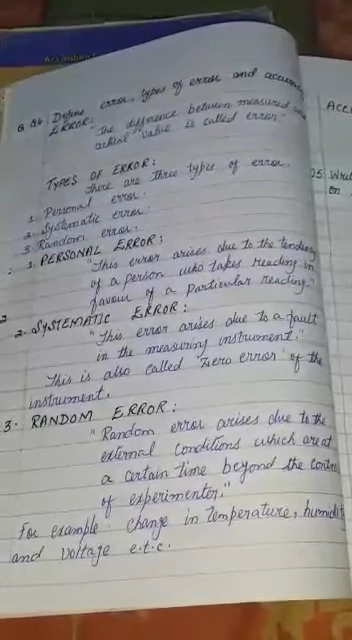 Q Q4: Define error, types of error and accuracy
ERROR:
"The difference between measured and
actual value is called error"
TYPES OF ERROR:
There are three types of error.
1. Personal error.
2. Systematic error.
3. Random error.
1. PERSONAL ERROR:
"This error arises due to the tendency
of a person who takes reading in
favour of a particular reading."
2. SYSTEMATIC ERROR:
"This error arises due to a fault
in the measuring instrument."
This is also called "Zero error" of the
instrument.
3. RANDOM ERROR:
"Random error arises due to the
external conditions which are at
a certain time beyond the control
of experimenter."
For example change in Temperature, humidity
and voltage e.t.c.
ACC
Q5: Writ
on